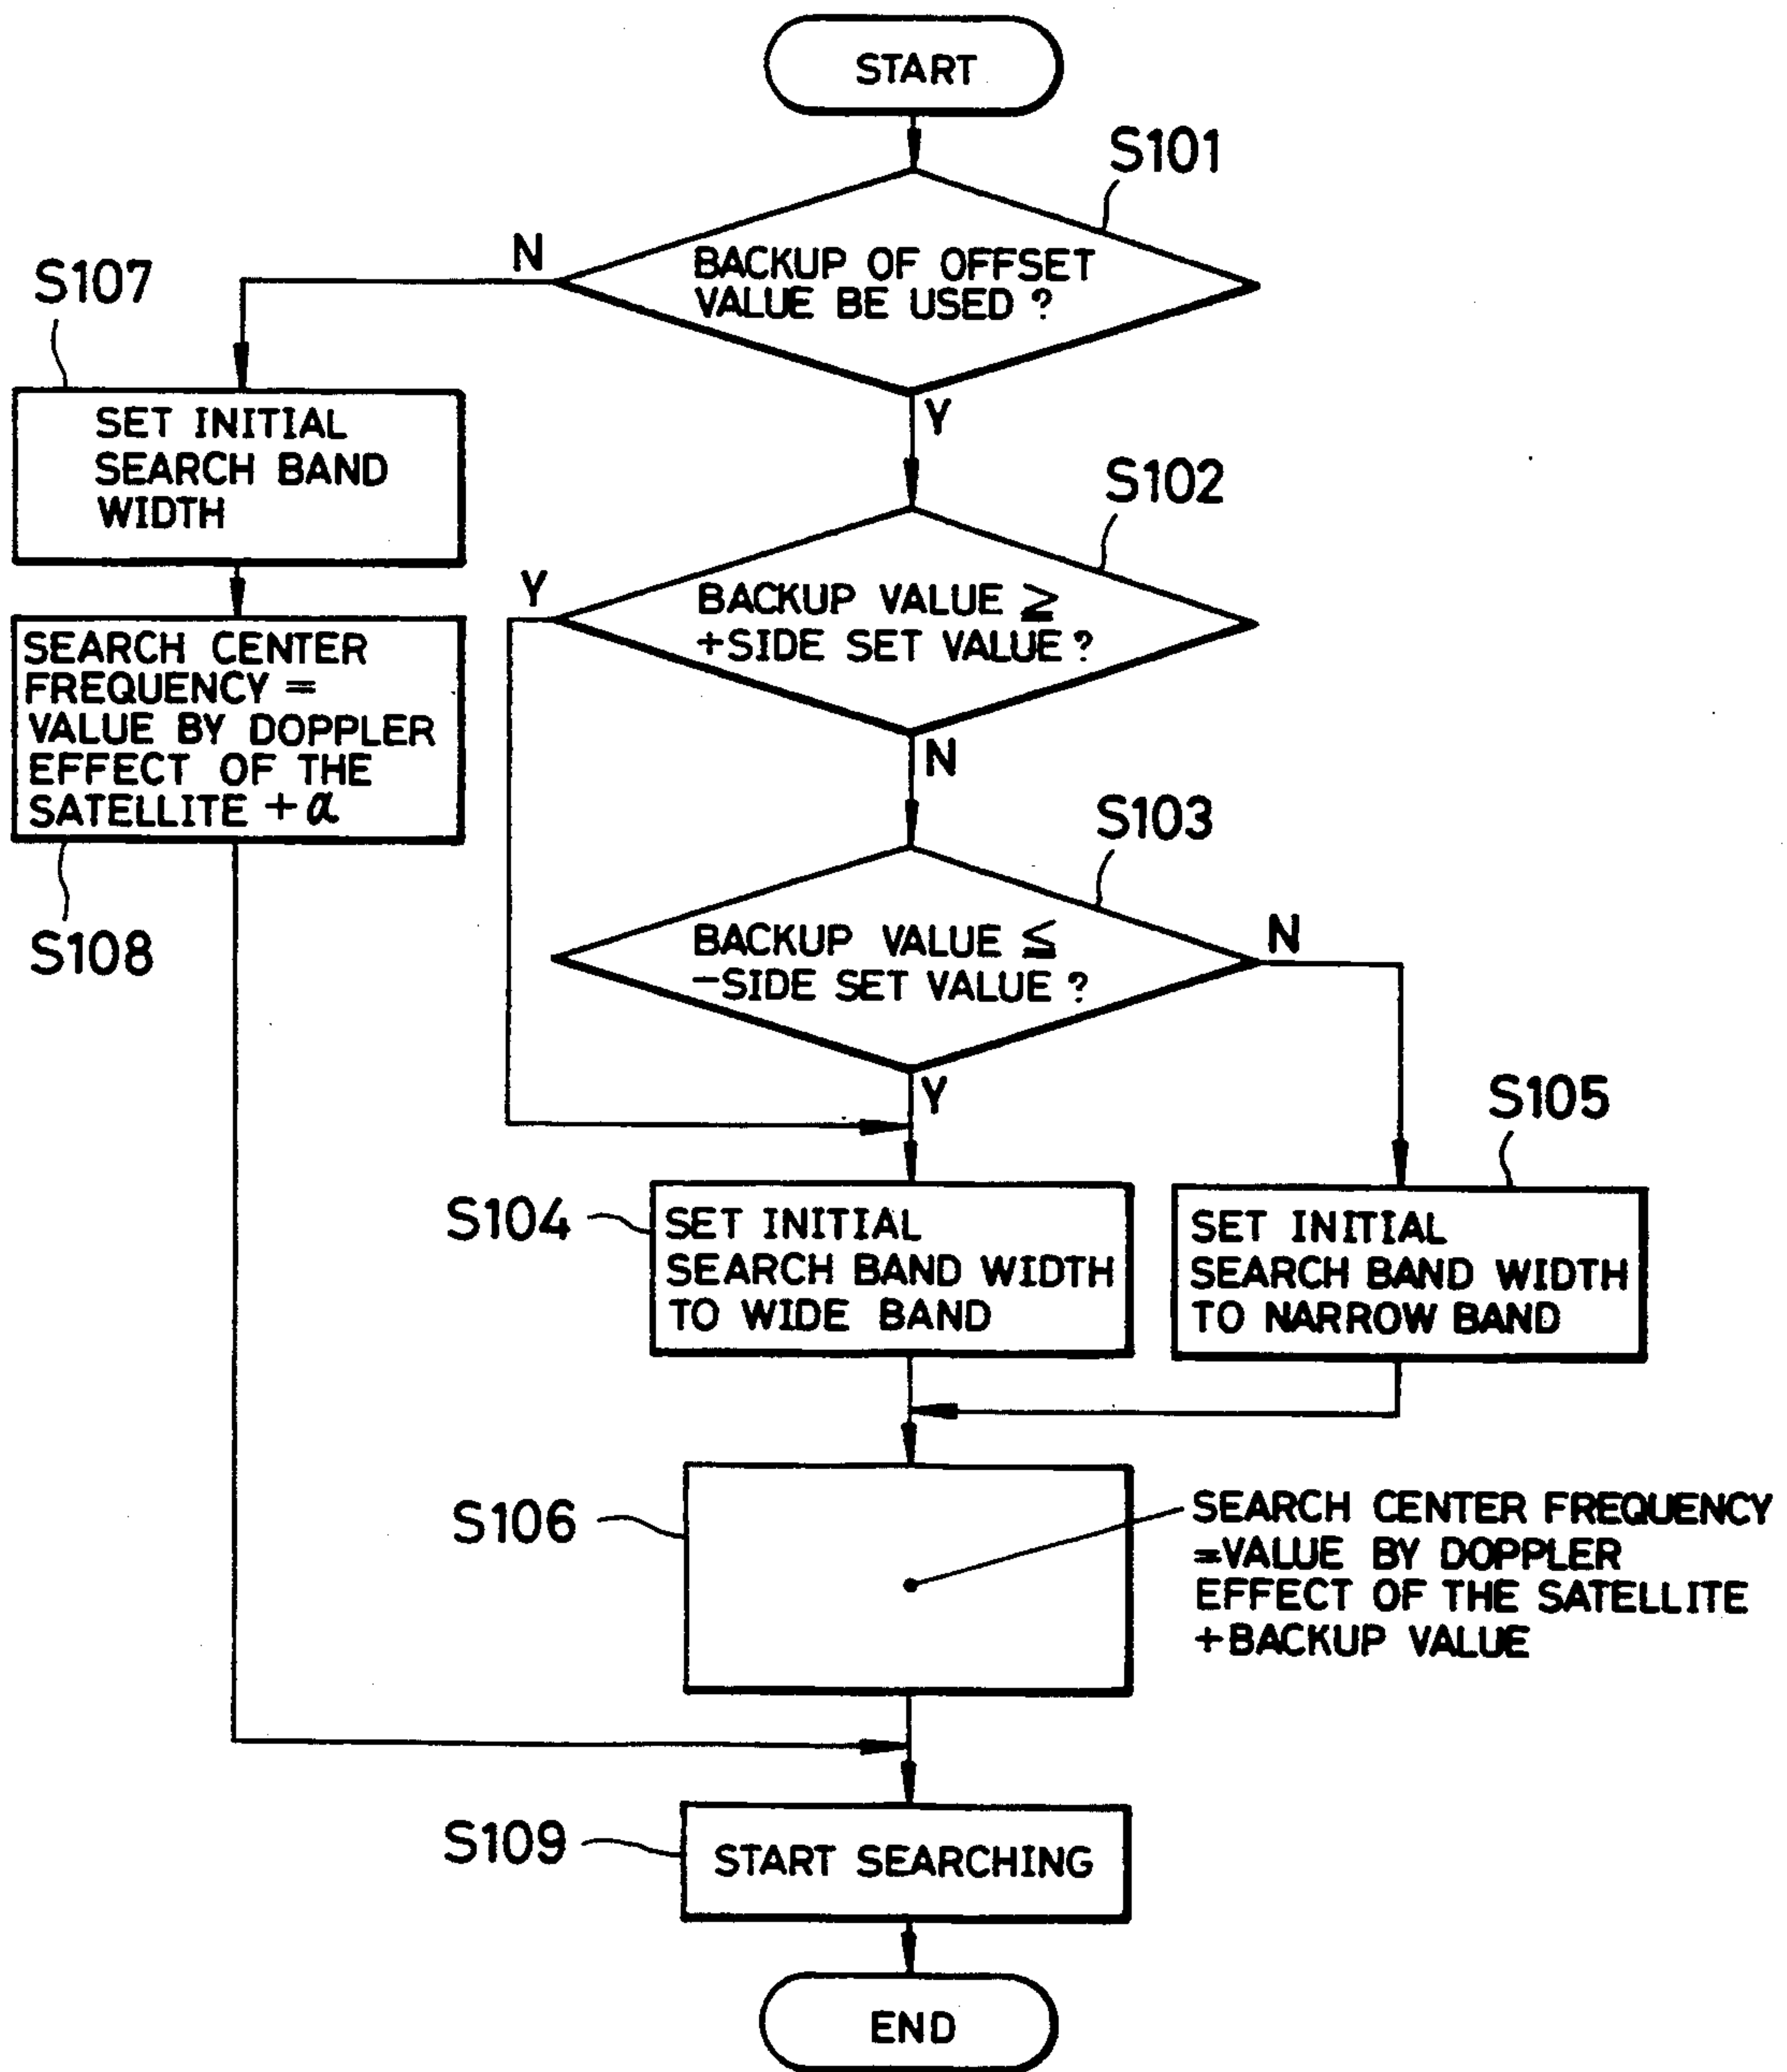 START
S101
BACKUP OF OFFSET
VALUE BE USED ?
N
Y
S107
SET INITIAL
SEARCH BAND
WIDTH
S102
BACKUP VALUE ≧
+SIDE SET VALUE ?
Y
N
SEARCH CENTER
FREQUENCY =
VALUE BY DOPPLER
EFFECT OF THE
SATELLITE +α
S108
S103
BACKUP VALUE ≦
−SIDE SET VALUE ?
N
Y
S104
SET INITIAL
SEARCH BAND WIDTH
TO WIDE BAND
S105
SET INITIAL
SEARCH BAND WIDTH
TO NARROW BAND
S106
SEARCH CENTER FREQUENCY
=VALUE BY DOPPLER
EFFECT OF THE SATELLITE
+BACKUP VALUE
S109
START SEARCHING
END